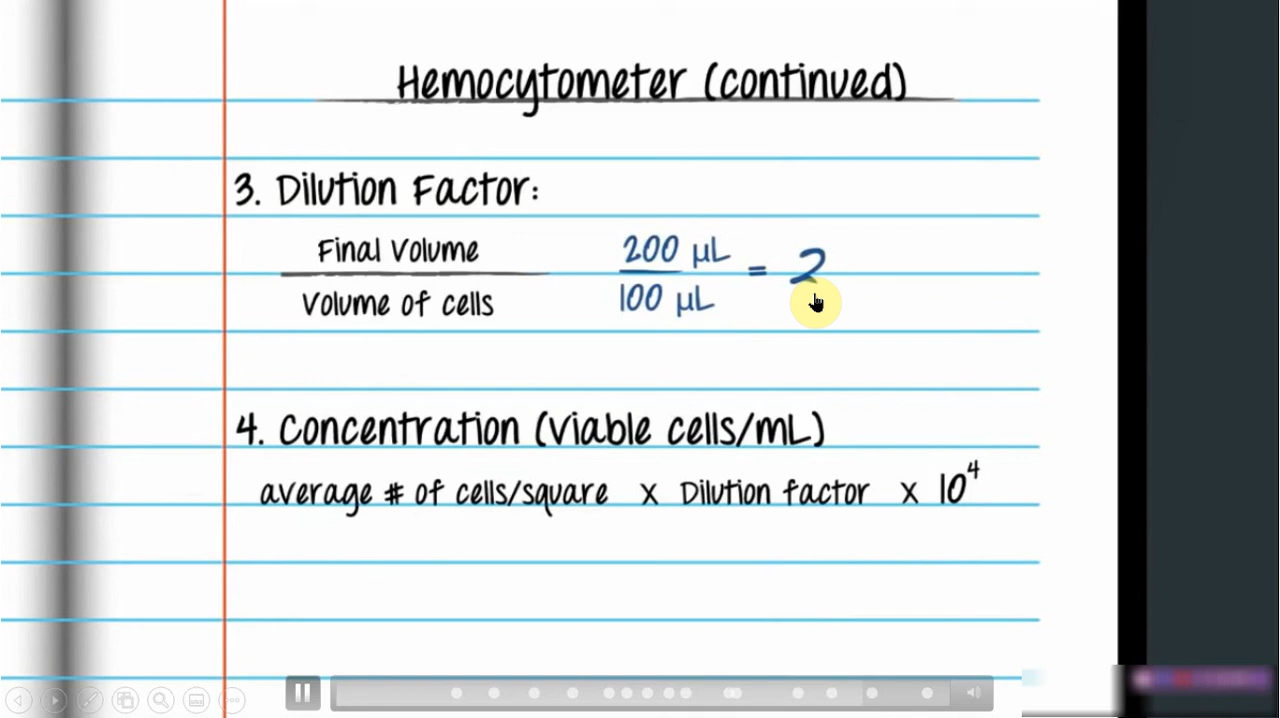 Hemocytometer (continued)
3. Dilution Factor:
Final Volume
Volume of cells
200 µL
100 µL
= 2
4. Concentration (viable cells/mL)
average # of cells/square x Dilution factor x 10⁴